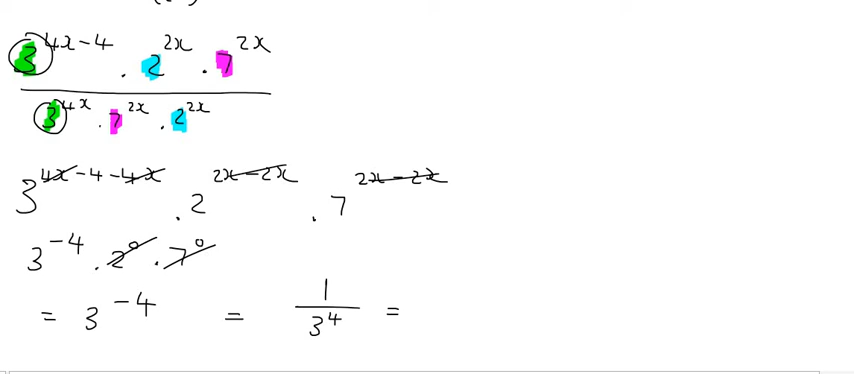 3^{4x-4} . 2^{2x} . 7^{2x}
3^{4x} . 7^{2x} . 2^{2x}
3^{4x-4-4x} . 2^{2x-2x} . 7^{2x-2x}
3^{-4} . 2^{0} . 7^{0}
= 3^{-4} = \frac{1}{3^{4}} =